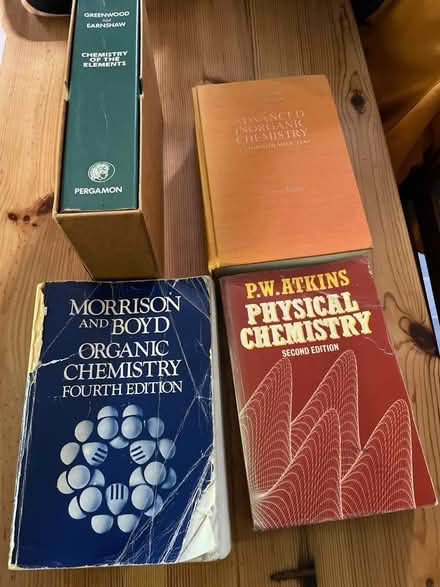 GREENWOOD
AND
EARNSHAW
CHEMISTRY
OF THE
ELEMENTS
PERGAMON
ADVANCED
INORGANIC
CHEMISTRY
P.W. ATKINS
PHYSICAL
CHEMISTRY
SECOND EDITION
MORRISON
AND BOYD
ORGANIC
CHEMISTRY
FOURTH EDITION